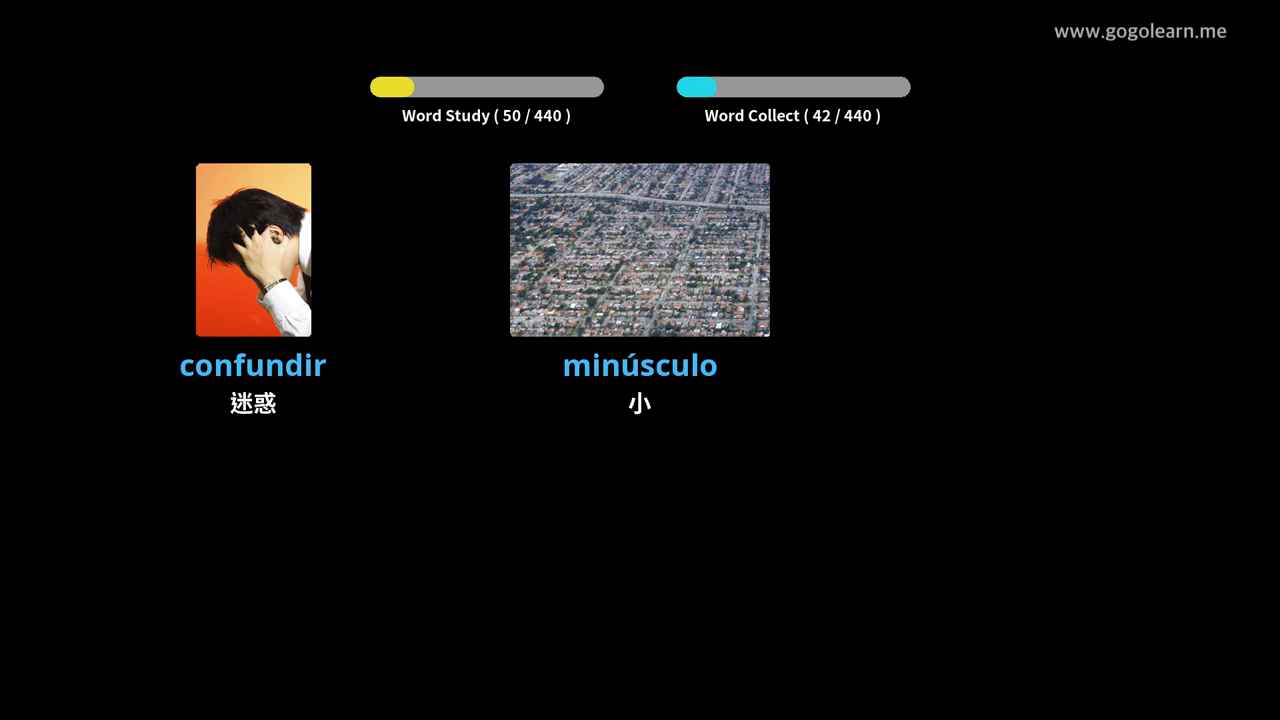 www.gogolearn.me
Word Study ( 50 / 440 )
Word Collect ( 42 / 440 )
confundir
迷惑
minúsculo
小